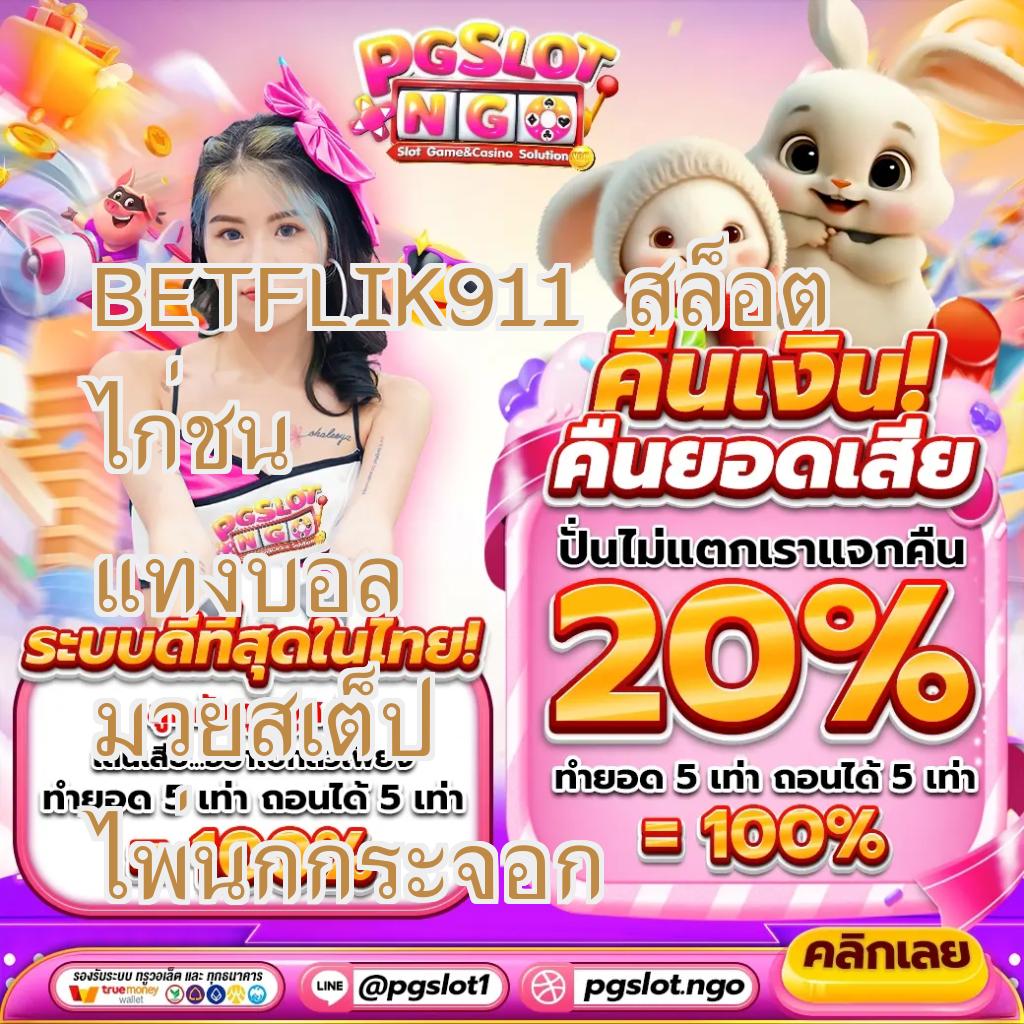 PGSLOT
NGO
Slot Game&Casino Solution
BETFLIK911 สล็อต
ไก่ชน
แทงบอล
มวยสเต็ป
ไพ่นกกระจอก
คืนเงิน!
คืนยอดเสีย
ปั่นไม่แตกเราแจกคืน
20%
ทำยอด 5 เท่า ถอนได้ 5 เท่า
= 100%
ohaleeya
PGSLOT
NGO
ระบบดีที่สุดในไทย!
ทำยอด 5 เท่า ถอนได้ 5 เท่า
= 100%
คลิกเลย
รองรับระบบ ทรูวอเล็ต และ ทุกธนาคาร
truemoney
wallet
LINE @pgslot1
pgslot.ngo